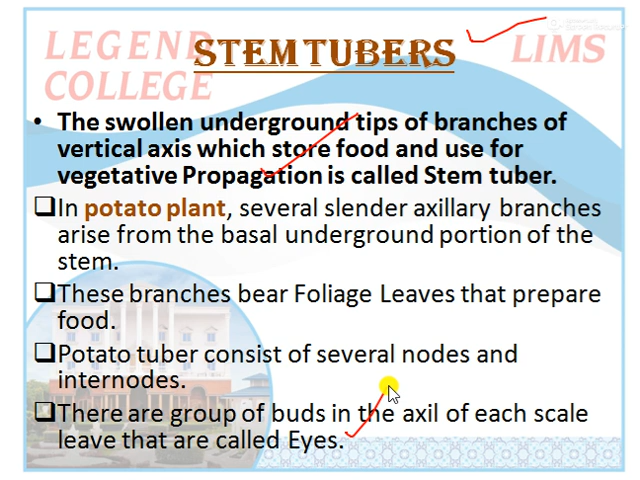 LEGEND
COLLEGE
STEM TUBERS
LIMS
• The swollen underground tips of branches of
vertical axis which store food and use for
vegetative Propagation is called Stem tuber.
❑In potato plant, several slender axillary branches
arise from the basal underground portion of the
stem.
❑These branches bear Foliage Leaves that prepare
food.
❑Potato tuber consist of several nodes and
internodes.
❑There are group of buds in the axil of each scale
leave that are called Eyes.